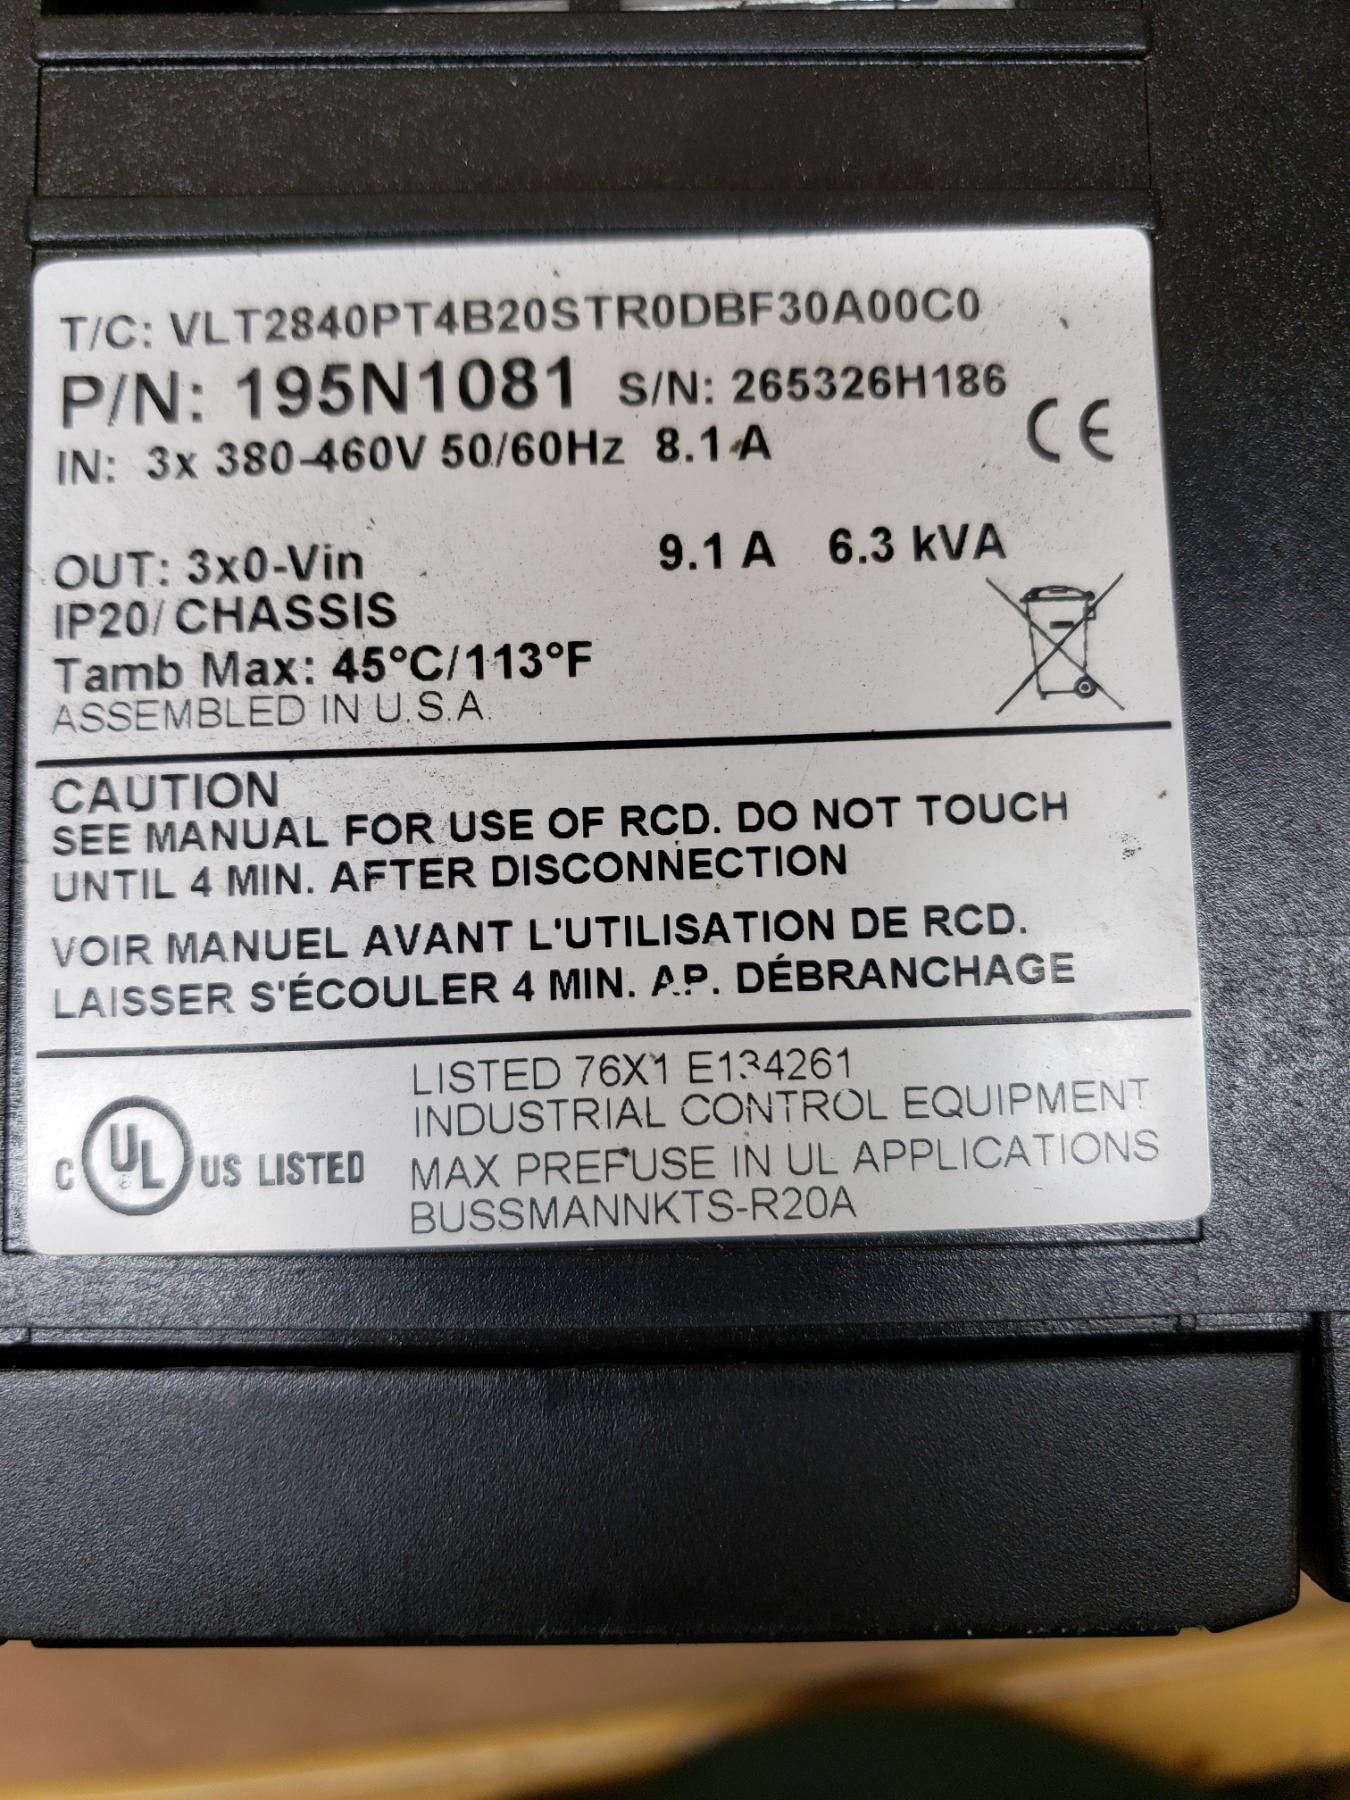 T/C: VLT2840PT4B20STR0DBF30A00C0
P/N: 195N1081 S/N: 265326H186
IN: 3x 380-460V 50/60Hz 8.1 A
CE
OUT: 3x0-Vin 9.1 A 6.3 kVA
IP20/ CHASSIS
Tamb Max: 45°C/113°F
ASSEMBLED IN U.S.A.
CAUTION
SEE MANUAL FOR USE OF RCD. DO NOT TOUCH
UNTIL 4 MIN. AFTER DISCONNECTION
VOIR MANUEL AVANT L'UTILISATION DE RCD.
LAISSER S'ÉCOULER 4 MIN. AP. DÉBRANCHAGE
LISTED 76X1 E134261
INDUSTRIAL CONTROL EQUIPMENT
C UL US LISTED
MAX PREFUSE IN UL APPLICATIONS
BUSSMANNKTS-R20A